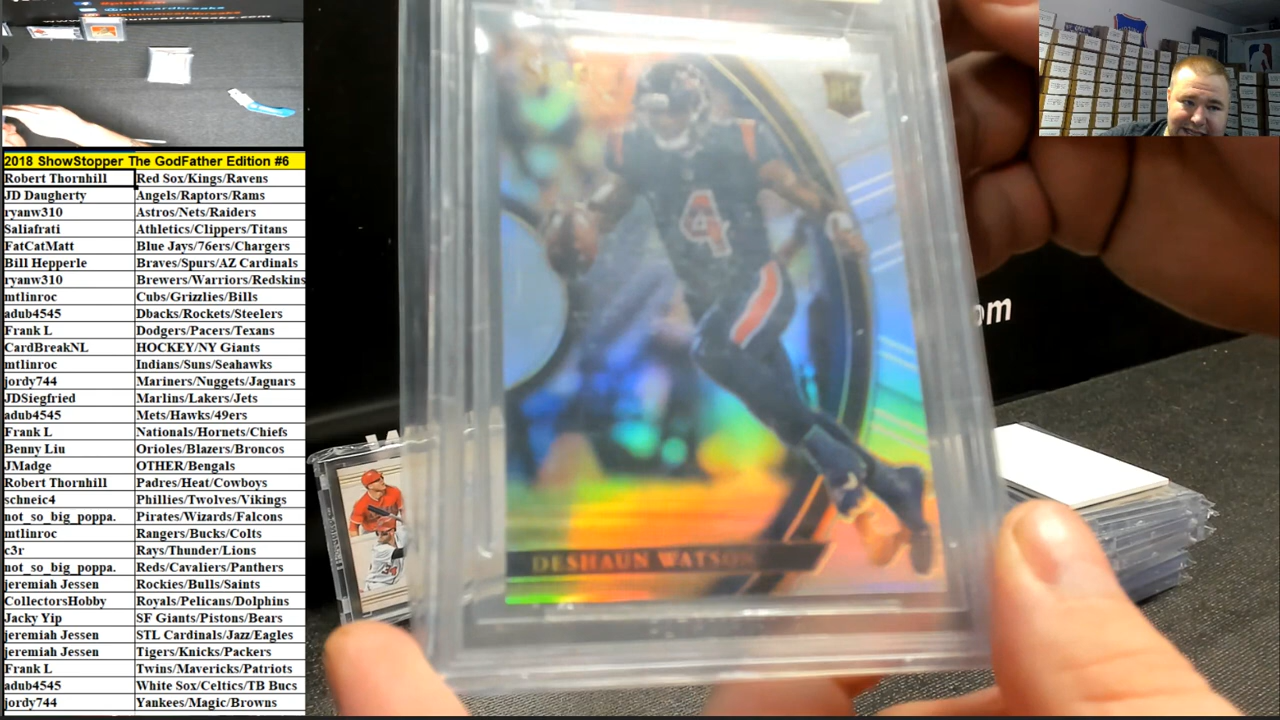 @platcardbreaks
platinumcardbreaks
www.platinumcardbreaks.com
2018 ShowStopper The GodFather Edition #6
Robert Thornhill Red Sox/Kings/Ravens
JD Daugherty Angels/Raptors/Rams
ryanw310 Astros/Nets/Raiders
Saliafrati Athletics/Clippers/Titans
FatCatMatt Blue Jays/76ers/Chargers
Bill Hepperle Braves/Spurs/AZ Cardinals
ryanw310 Brewers/Warriors/Redskins
mtlinroc Cubs/Grizzlies/Bills
adub4545 Dbacks/Rockets/Steelers
Frank L Dodgers/Pacers/Texans
CardBreakNL HOCKEY/NY Giants
mtlinroc Indians/Suns/Seahawks
jordy744 Mariners/Nuggets/Jaguars
JDSiegfried Marlins/Lakers/Jets
adub4545 Mets/Hawks/49ers
Frank L Nationals/Hornets/Chiefs
Benny Liu Orioles/Blazers/Broncos
JMadge OTHER/Bengals
Robert Thornhill Padres/Heat/Cowboys
schneic4 Phillies/Twolves/Vikings
not_so_big_poppa. Pirates/Wizards/Falcons
mtlinroc Rangers/Bucks/Colts
c3r Rays/Thunder/Lions
not_so_big_poppa. Reds/Cavaliers/Panthers
jeremiah Jessen Rockies/Bulls/Saints
CollectorsHobby Royals/Pelicans/Dolphins
Jacky Yip SF Giants/Pistons/Bears
jeremiah Jessen STL Cardinals/Jazz/Eagles
jeremiah Jessen Tigers/Knicks/Packers
Frank L Twins/Mavericks/Patriots
adub4545 White Sox/Celtics/TB Bucs
jordy744 Yankees/Magic/Browns
RC
4
DESHAUN WATSON
om